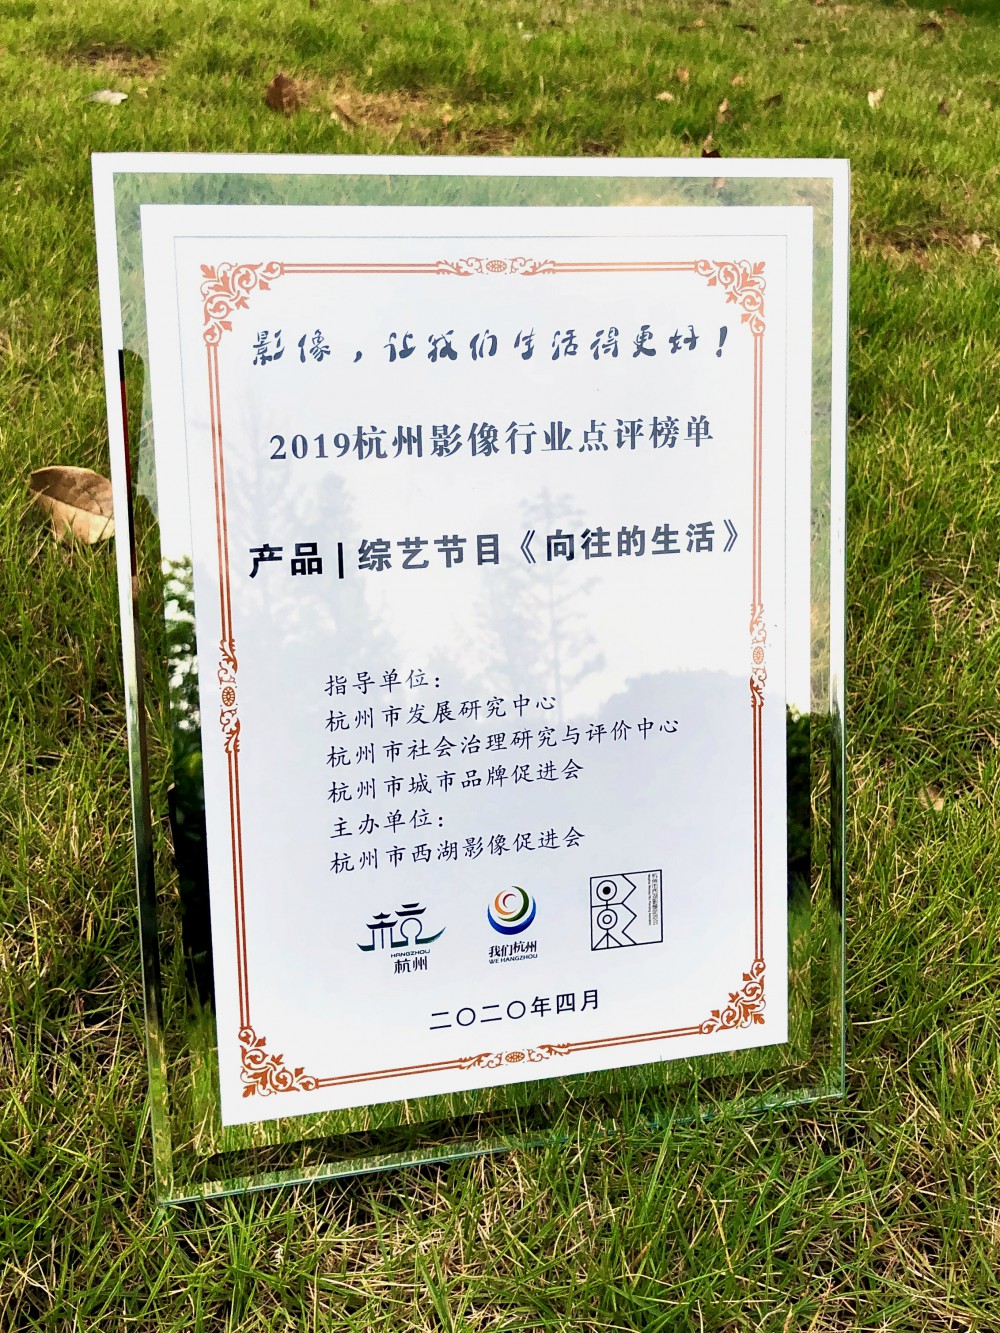 影像，让我们生活得更好！
2019杭州影像行业点评榜单
产品|综艺节目《向往的生活》
指导单位：
杭州市发展研究中心
杭州市社会治理研究与评价中心
杭州市城市品牌促进会
主办单位：
杭州市西湖影像促进会
HANGZHOU
杭州
我们杭州
WE HANGZHOU
二〇二〇年四月